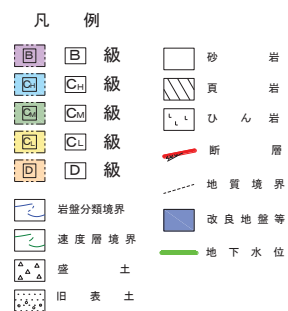 凡 例
B B 級
CH CH 級
CM CM 級
CL CL 級
D D 級
岩盤分類境界
速度層境界
盛 土
旧 表 土
砂 岩
頁 岩
ひ ん 岩
断 層
地 質 境 界
改 良 地 盤 等
地 下 水 位